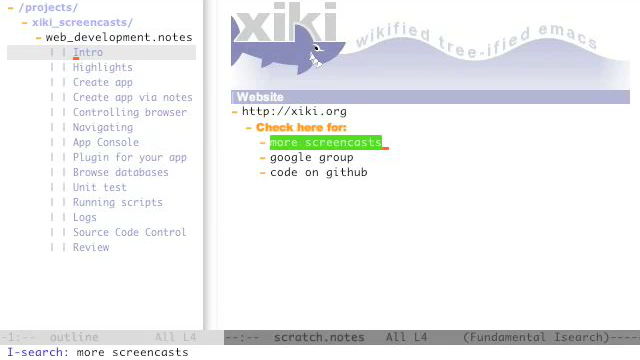 - /projects/
- xiki_screencasts/
- web_development.notes
| | Intro
| | Highlights
| | Create app
| | Create app via notes
| | Controlling browser
| | Navigating
| | App Console
| | Plugin for your app
| | Browse databases
| | Unit test
| | Running scripts
| | Logs
| | Source Code Control
| | Review
-1:-- outline All L4
xiki
wikified tree-ified emacs
Website
- http://xiki.org
- Check here for:
- more screencasts
- google group
- code on github
--:-- scratch.notes All L4 (Fundamental Isearch)----
I-search: more screencasts